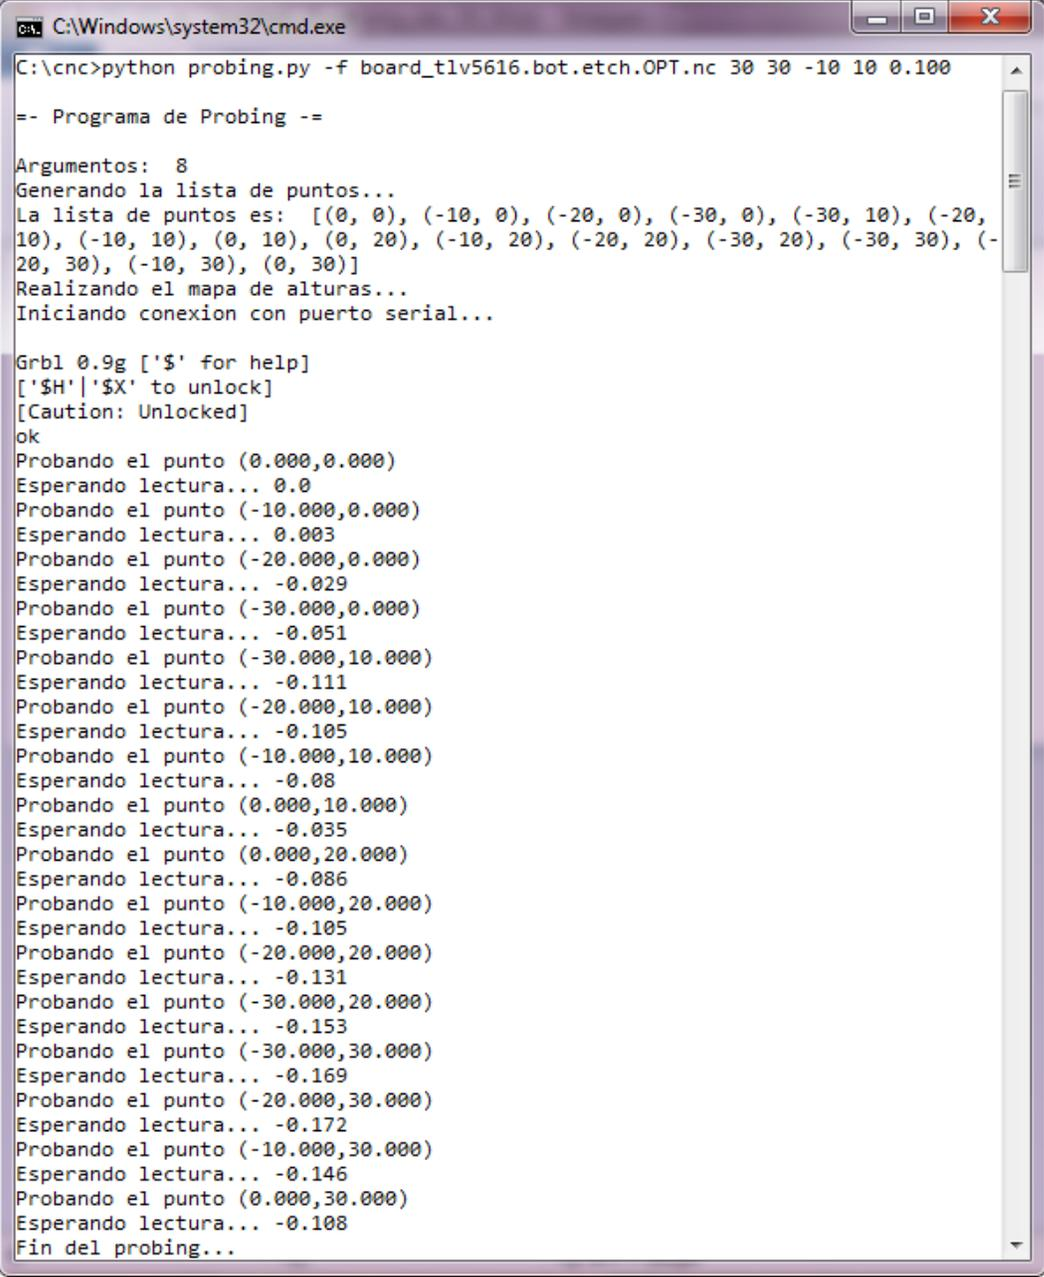 C:\Windows\system32\cmd.exe
C:\cnc>python probing.py -f board_tlv5616.bot.etch.OPT.nc 30 30 -10 10 0.100
=- Programa de Probing -=
Argumentos:  8
Generando la lista de puntos...
La lista de puntos es:  [(0, 0), (-10, 0), (-20, 0), (-30, 0), (-30, 10), (-20,
10), (-10, 10), (0, 10), (0, 20), (-10, 20), (-20, 20), (-30, 20), (-30, 30), (-
20, 30), (-10, 30), (0, 30)]
Realizando el mapa de alturas...
Iniciando conexion con puerto serial...
Grbl 0.9g ['$' for help]
['$H'|'$X' to unlock]
[Caution: Unlocked]
ok
Probando el punto (0.000,0.000)
Esperando lectura... 0.0
Probando el punto (-10.000,0.000)
Esperando lectura... 0.003
Probando el punto (-20.000,0.000)
Esperando lectura... -0.029
Probando el punto (-30.000,0.000)
Esperando lectura... -0.051
Probando el punto (-30.000,10.000)
Esperando lectura... -0.111
Probando el punto (-20.000,10.000)
Esperando lectura... -0.105
Probando el punto (-10.000,10.000)
Esperando lectura... -0.08
Probando el punto (0.000,10.000)
Esperando lectura... -0.035
Probando el punto (0.000,20.000)
Esperando lectura... -0.086
Probando el punto (-10.000,20.000)
Esperando lectura... -0.105
Probando el punto (-20.000,20.000)
Esperando lectura... -0.131
Probando el punto (-30.000,20.000)
Esperando lectura... -0.153
Probando el punto (-30.000,30.000)
Esperando lectura... -0.169
Probando el punto (-20.000,30.000)
Esperando lectura... -0.172
Probando el punto (-10.000,30.000)
Esperando lectura... -0.146
Probando el punto (0.000,30.000)
Esperando lectura... -0.108
Fin del probing...